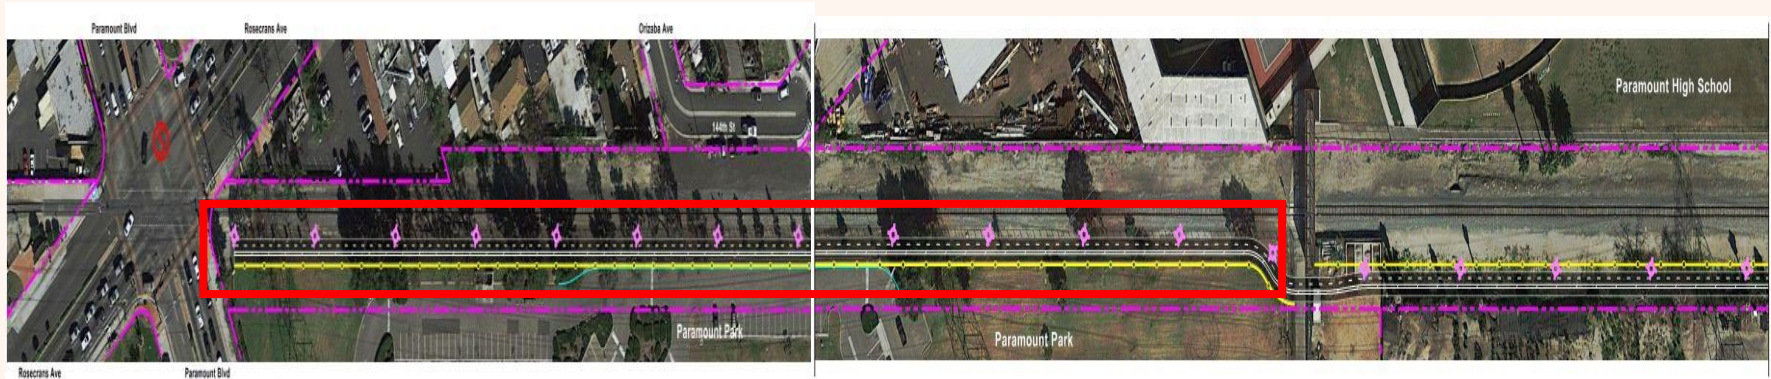 Paramount Blvd
Rosecrans Ave
Orizaba Ave
Paramount High School
144th St
Paramount Park
Paramount Park
Rosecrans Ave
Paramount Blvd